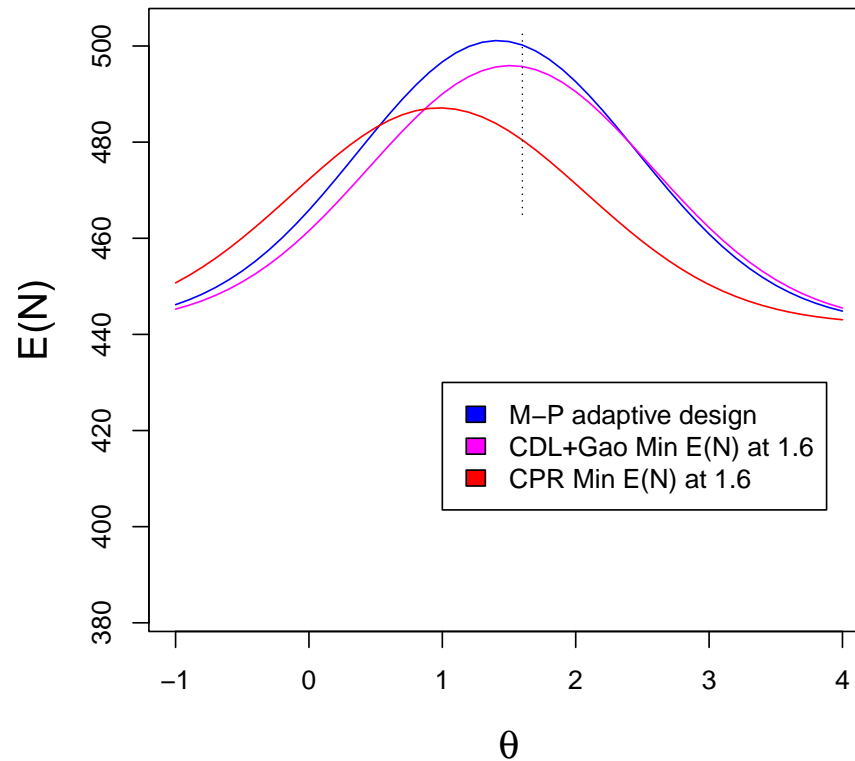 E(N)
500
480
460
440
420
400
380
M−P adaptive design
CDL+Gao Min E(N) at 1.6
CPR Min E(N) at 1.6
−1 0 1 2 3 4
θ